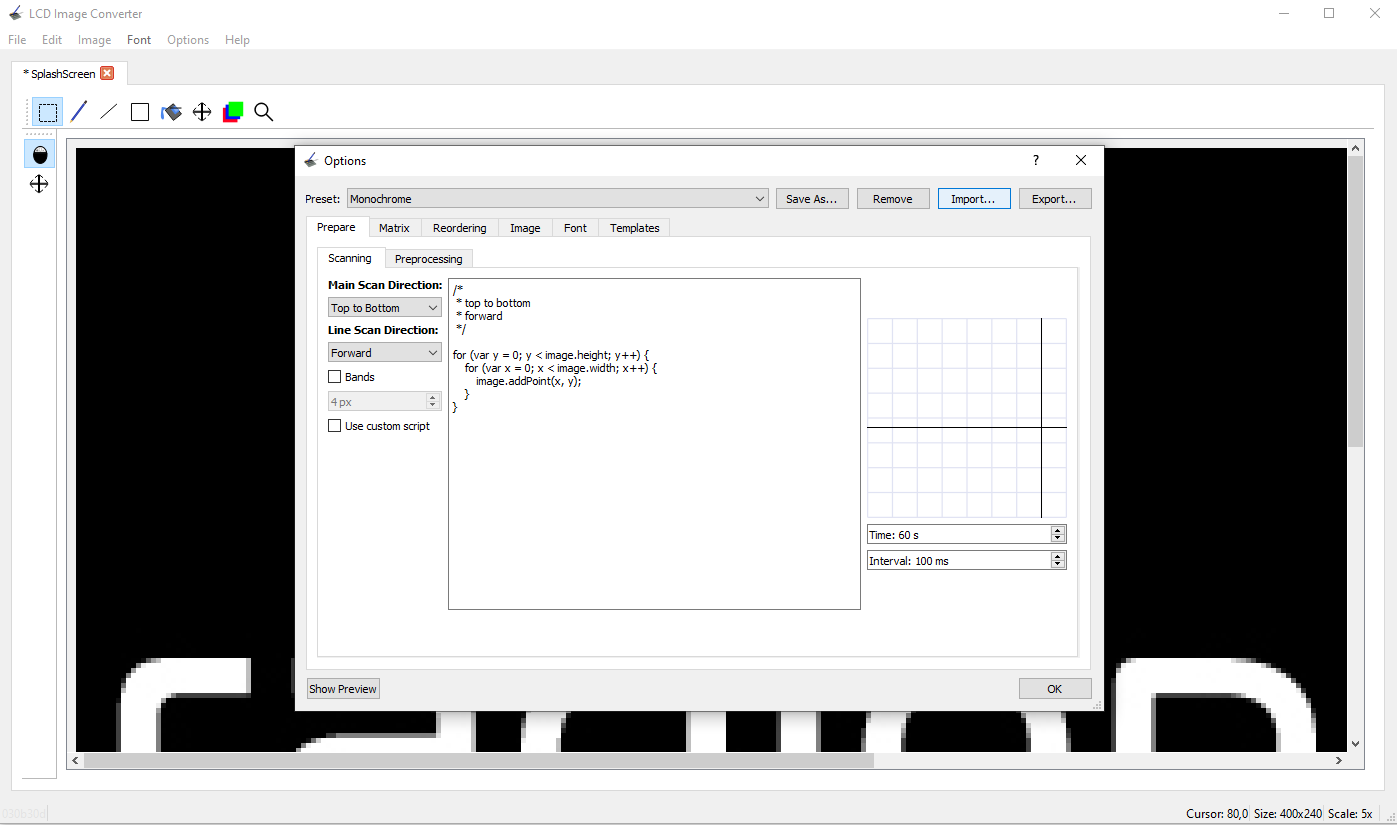 LCD Image Converter
File Edit Image Font Options Help
* SplashScreen
Options
?
Preset: Monochrome Save As... Remove Import... Export...
Prepare Matrix Reordering Image Font Templates
Scanning Preprocessing
Main Scan Direction:
Top to Bottom
Line Scan Direction:
Forward
Bands
4 px
Use custom script
/*
* top to bottom
* forward
*/
for (var y = 0; y < image.height; y++) {
for (var x = 0; x < image.width; x++) {
image.addPoint(x, y);
}
}
Time: 60 s
Interval: 100 ms
Show Preview OK
Cursor: 80,0 Size: 400x240 Scale: 5x